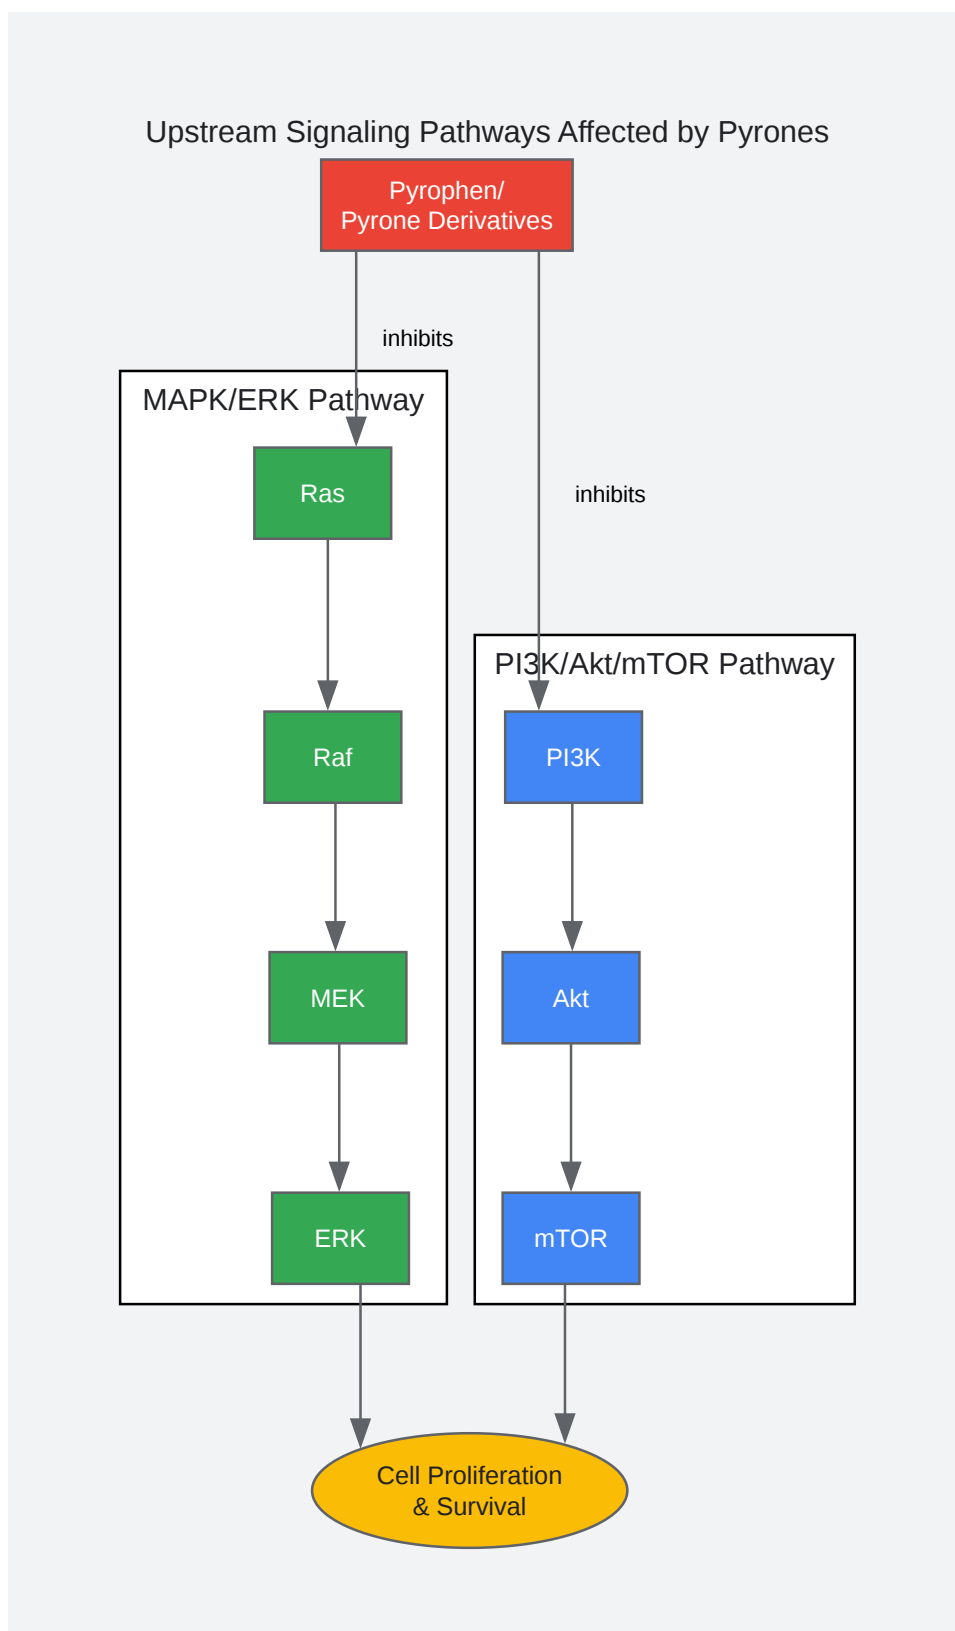 Upstream Signaling Pathways Affected by Pyrones
Pyrophen/
Pyrone Derivatives
inhibits
MAPK/ERK Pathway
Ras
inhibits
PI3K/Akt/mTOR Pathway
Raf
PI3K
MEK
Akt
ERK
mTOR
Cell Proliferation
& Survival